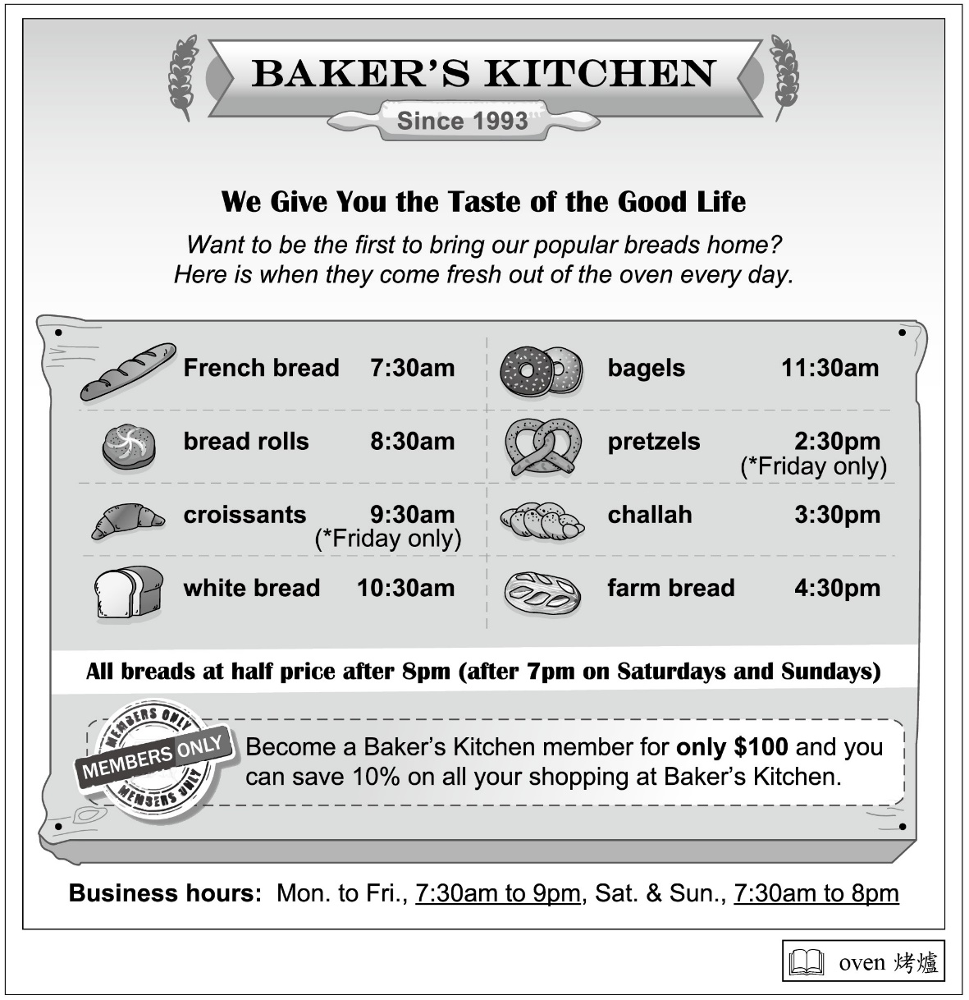 BAKER'S KITCHEN
Since 1993
We Give You the Taste of the Good Life
Want to be the first to bring our popular breads home?
Here is when they come fresh out of the oven every day.
French bread 7:30am
bread rolls 8:30am
croissants 9:30am
(*Friday only)
white bread 10:30am
bagels 11:30am
pretzels 2:30pm
(*Friday only)
challah 3:30pm
farm bread 4:30pm
All breads at half price after 8pm (after 7pm on Saturdays and Sundays)
MEMBERS ONLY
MEMBERS ONLY
MEMBERS ONLY
Become a Baker's Kitchen member for only $100 and you
can save 10% on all your shopping at Baker's Kitchen.
Business hours: Mon. to Fri., 7:30am to 9pm, Sat. & Sun., 7:30am to 8pm
oven 烤爐